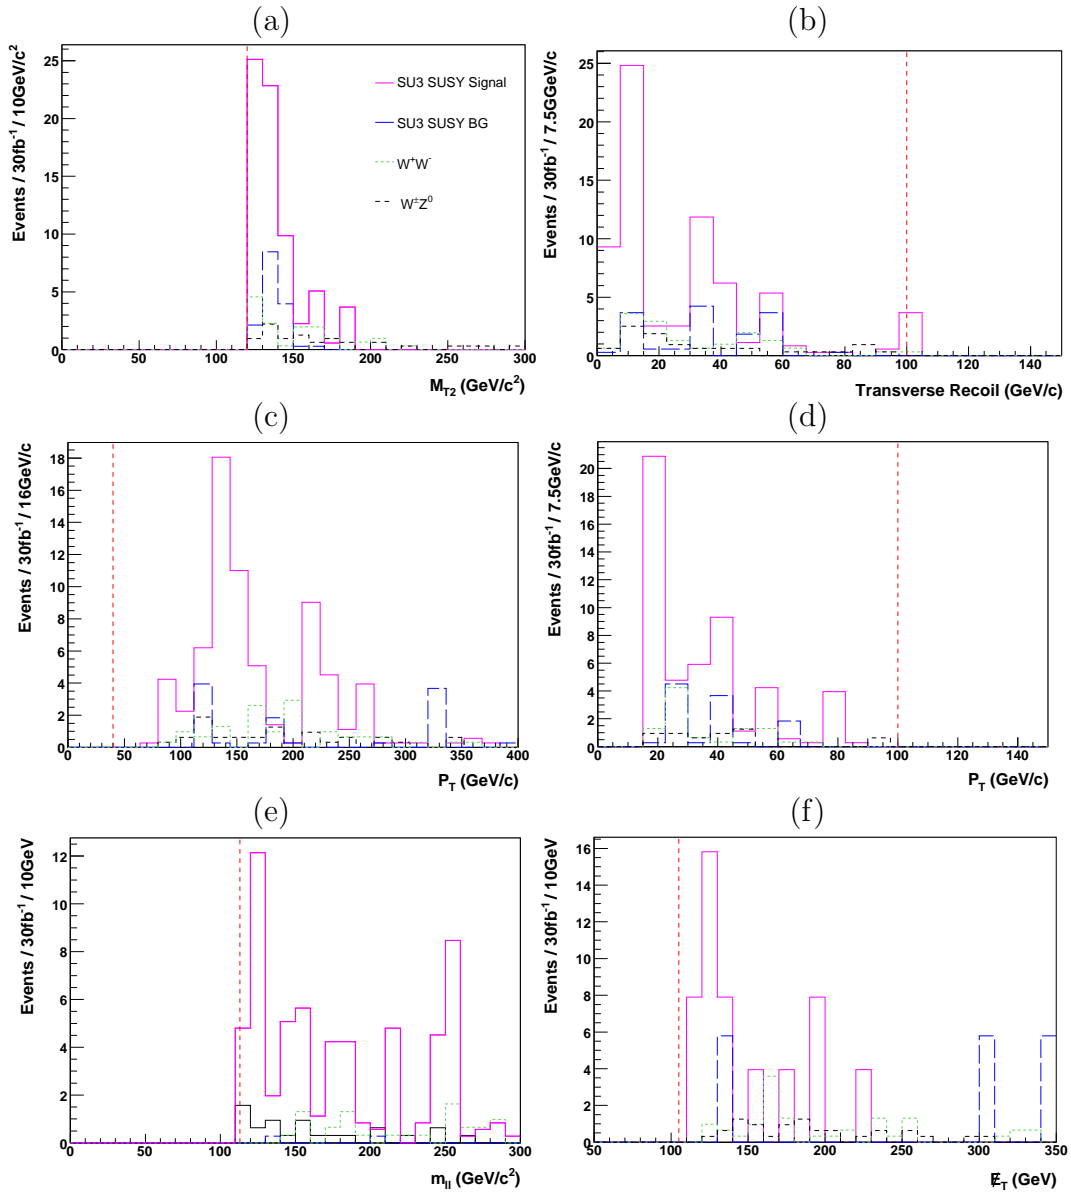 (a)
Events / 30fb⁻¹ / 10GeV/c²
25
20
15
10
5
0
0 50 100 150 200 250 300
M_T2 (GeV/c²)
SU3 SUSY Signal
SU3 SUSY BG
W⁺W⁻
W±Z⁰
(b)
Events / 30fb⁻¹ / 7.5GGeV/c
25
20
15
10
5
0
0 20 40 60 80 100 120 140
Transverse Recoil (GeV/c)
(c)
Events / 30fb⁻¹ / 16GeV/c
18
16
14
12
10
8
6
4
2
0
0 50 100 150 200 250 300 350 400
P_T (GeV/c)
(d)
Events / 30fb⁻¹ / 7.5GeV/c
20
18
16
14
12
10
8
6
4
2
0
0 20 40 60 80 100 120 140
P_T (GeV/c)
(e)
Events / 30fb⁻¹ / 10GeV
12
10
8
6
4
2
0
0 50 100 150 200 250 300
m_ll (GeV/c²)
(f)
Events / 30fb⁻¹ / 10GeV
16
14
12
10
8
6
4
2
0
50 100 150 200 250 300 350
E̸_T (GeV)